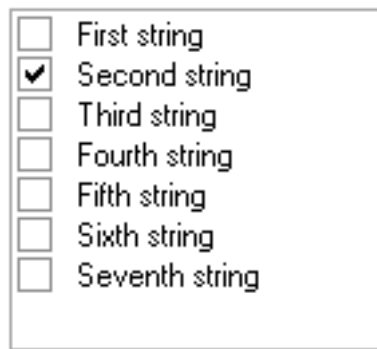 First string
Second string
Third string
Fourth string
Fifth string
Sixth string
Seventh string